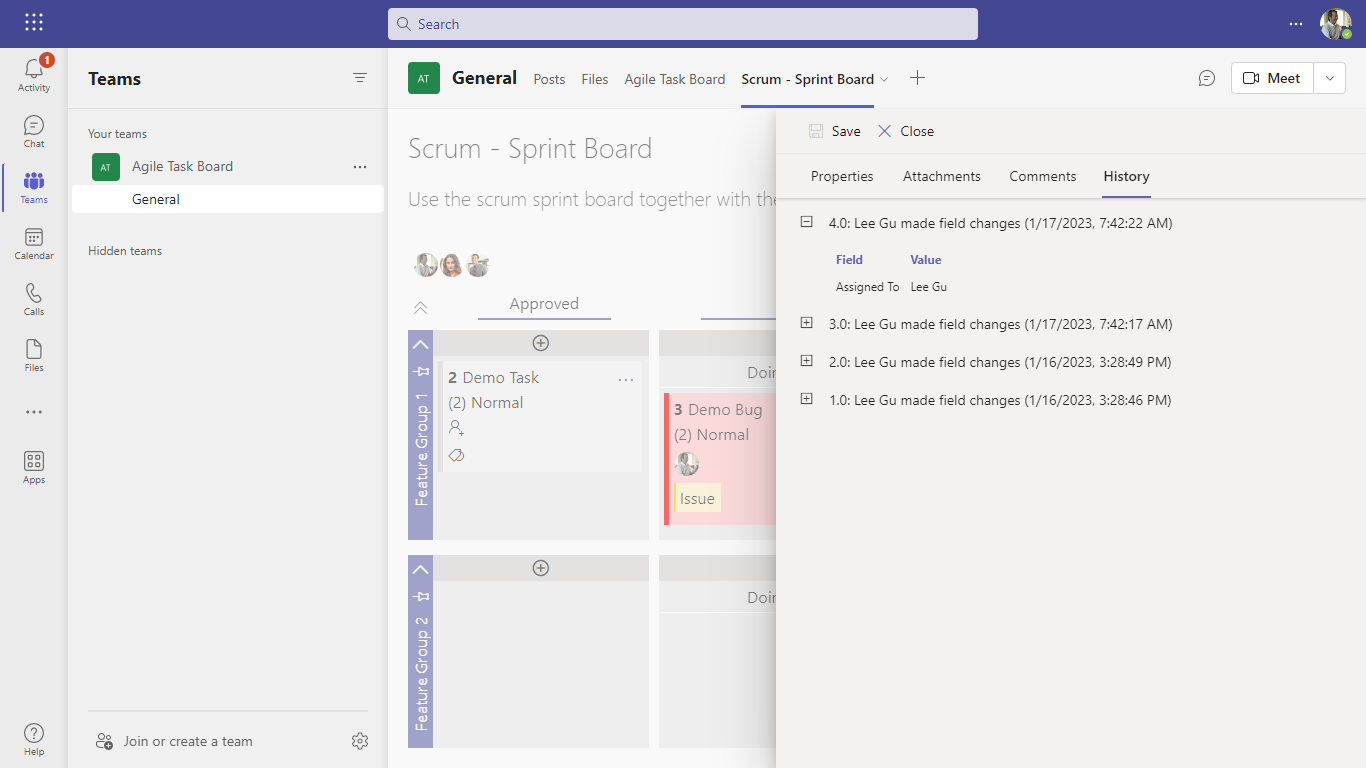 Search
1
Activity
Chat
Teams
Calendar
Calls
Files
Apps
Help
Teams
Your teams
AT Agile Task Board
General
Hidden teams
Join or create a team
AT General Posts Files Agile Task Board Scrum - Sprint Board Meet
Scrum - Sprint Board
Use the scrum sprint board together with the
Approved
Feature Group 1
2 Demo Task
(2) Normal
3 Demo Bug
(2) Normal
Issue
Feature Group 2
Save Close
Properties Attachments Comments History
4.0: Lee Gu made field changes (1/17/2023, 7:42:22 AM)
Field Value
Assigned To Lee Gu
3.0: Lee Gu made field changes (1/17/2023, 7:42:17 AM)
2.0: Lee Gu made field changes (1/16/2023, 3:28:49 PM)
1.0: Lee Gu made field changes (1/16/2023, 3:28:46 PM)